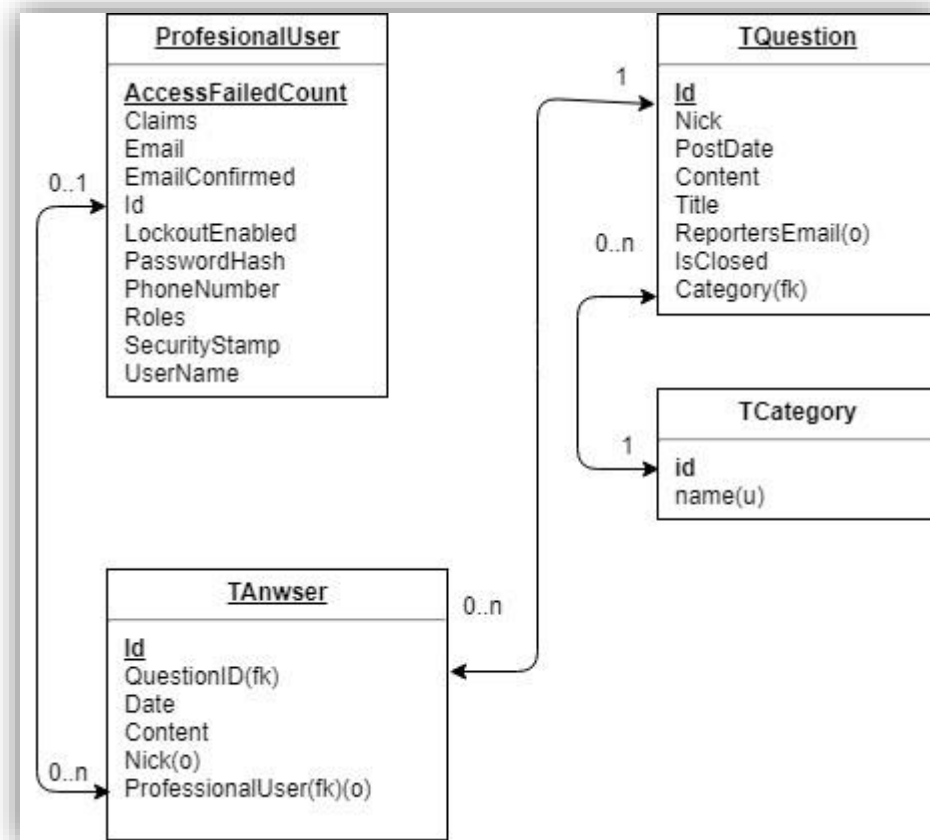 ProfesionalUser
AccessFailedCount
Claims
Email
EmailConfirmed
Id
LockoutEnabled
PasswordHash
PhoneNumber
Roles
SecurityStamp
UserName
0..1
0..n
TQuestion
Id
Nick
PostDate
Content
Title
ReportersEmail(o)
IsClosed
Category(fk)
1
0..n
TCategory
id
name(u)
1
TAnwser
Id
QuestionID(fk)
Date
Content
Nick(o)
ProfessionalUser(fk)(o)
0..n